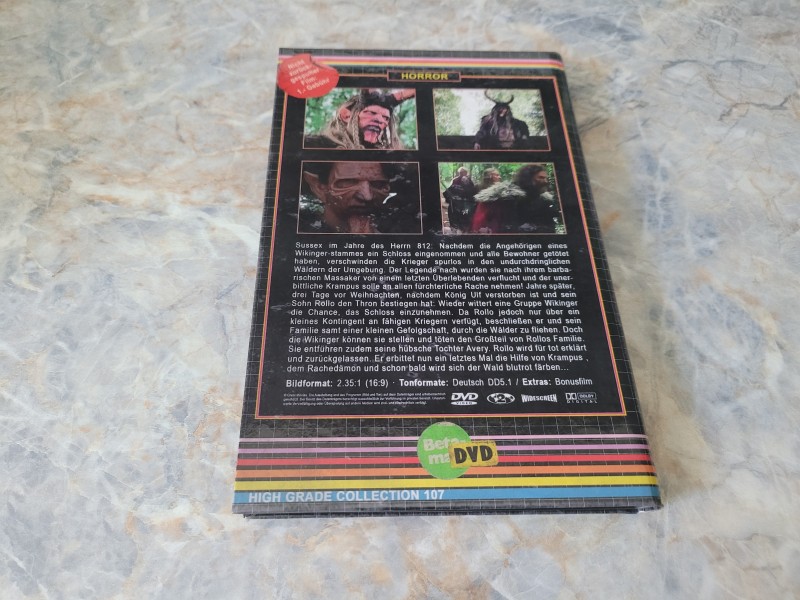 Nicht
zurück-
gespulter
Film
1,- Gebühr
HORROR
Sussex im Jahre des Herrn 812: Nachdem die Angehörigen eines
Wikinger-stammes ein Schloss eingenommen und alle Bewohner getötet
haben, verschwinden die Krieger spurlos in den undurchdringlichen
Wäldern der Umgebung. Der Legende nach wurden sie nach ihrem barba-
rischen Massaker von einem letzten Überlebenden verflucht und der uner-
bittliche Krampus solle an allen fürchterliche Rache nehmen! Jahre später,
drei Tage vor Weihnachten, nachdem König Ulf verstorben ist und sein
Sohn Rollo den Thron bestiegen hat: Wieder wittert eine Gruppe Wikinger
die Chance, das Schloss einzunehmen. Da Rollo jedoch nur über ein
kleines Kontingent an fähigen Kriegern verfügt, beschließen er und sein
Familie samt einer kleinen Gefolgschaft, durch die Wälder zu fliehen. Doch
die Wikinger können sie stellen und töten den Großteil von Rollos Familie.
Sie entführen zudem seine hübsche Tochter Avery. Rollo wird für tot erklärt
und zurückgelassen. Er erbittet nun ein letztes Mal die Hilfe von Krampus ,
dem Rachedämon und schon bald wird sich der Wald blutrot färben...
Bildformat: 2.35:1 (16:9) · Tonformate: Deutsch DD5.1 / Extras: Bonusfilm
DVD
VIDEO
WIDESCREEN
DOLBY
DIGITAL
DVD
HIGH GRADE COLLECTION 107